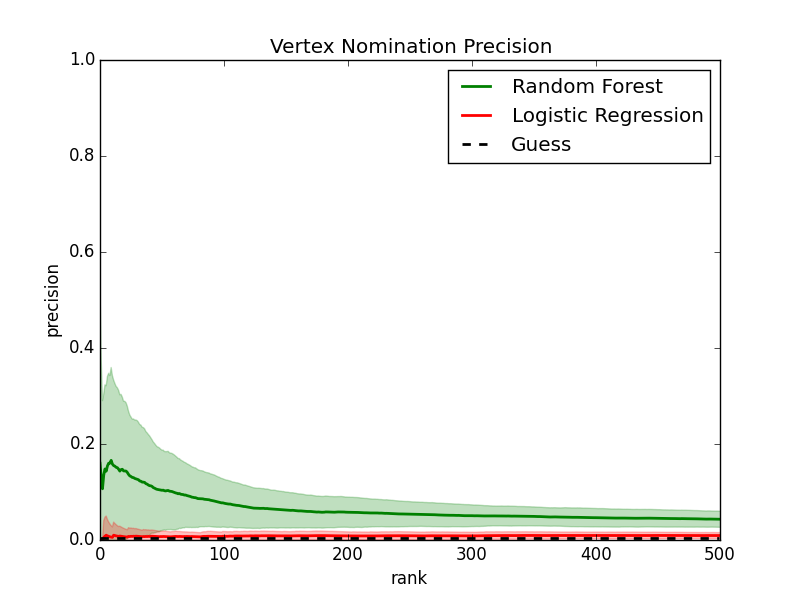 Vertex Nomination Precision
1.0
0.8
0.6
0.4
0.2
0.0
precision
Random Forest
Logistic Regression
Guess
0 100 200 300 400 500
rank